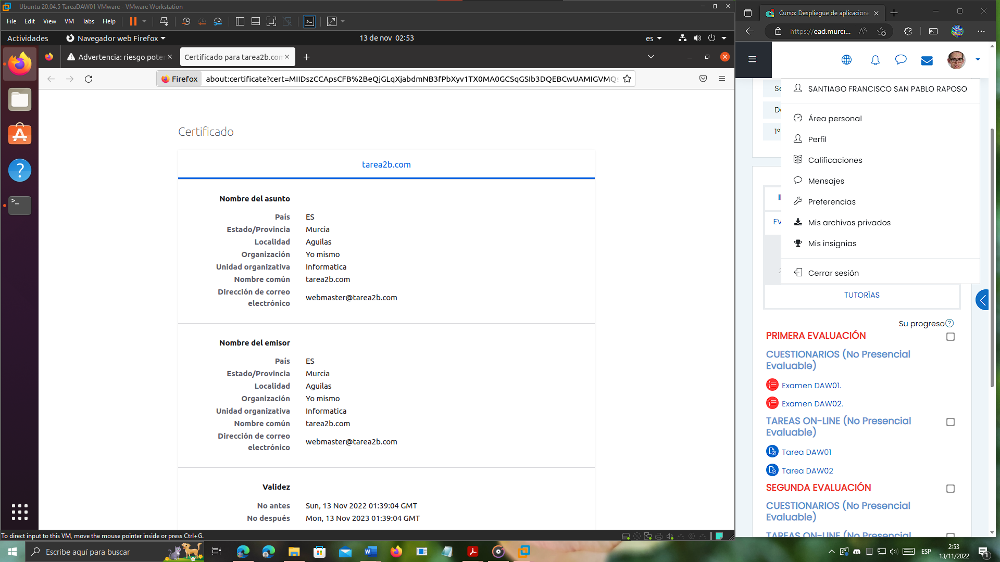 Ubuntu 20.04.5 TareaDAW01 VMware - VMware Workstation
File Edit View VM Tabs Help
Actividades
Navegador web Firefox
13 de nov 02:53
es
Advertencia: riesgo poter
Certificado para tarea2b.com
Firefox
about:certificate?cert=MIIDszCCApsCFB%2BeQjGLqXjabdmNB3fPbXyv1TX0MA0GCSqGSIb3DQEBCwUAMIGVMQs
Certificado
tarea2b.com
Nombre del asunto
País ES
Estado/Provincia Murcia
Localidad Aguilas
Organización Yo mismo
Unidad organizativa Informatica
Nombre común tarea2b.com
Dirección de correo
electrónico webmaster@tarea2b.com
Nombre del emisor
País ES
Estado/Provincia Murcia
Localidad Aguilas
Organización Yo mismo
Unidad organizativa Informatica
Nombre común tarea2b.com
Dirección de correo
electrónico webmaster@tarea2b.com
Validez
No antes Sun, 13 Nov 2022 01:39:04 GMT
No después Mon, 13 Nov 2023 01:39:04 GMT
To direct input to this VM, move the mouse pointer inside or press Ctrl+G.
Curso: Despliegue de aplicacione
https://ead.murci...
SANTIAGO FRANCISCO SAN PABLO RAPOSO
Área personal
Perfil
Calificaciones
Mensajes
Preferencias
Mis archivos privados
Mis insignias
Cerrar sesión
Se
De
1ª
EV
TUTORÍAS
Su progreso
PRIMERA EVALUACIÓN
CUESTIONARIOS (No Presencial
Evaluable)
Examen DAW01.
Examen DAW02.
TAREAS ON-LINE (No Presencial
Evaluable)
Tarea DAW01
Tarea DAW02
SEGUNDA EVALUACIÓN
CUESTIONARIOS (No Presencial
Evaluable)
TAREAS ON-LINE (No Presencial
Escribe aquí para buscar
ESP
2:53
13/11/2022
1